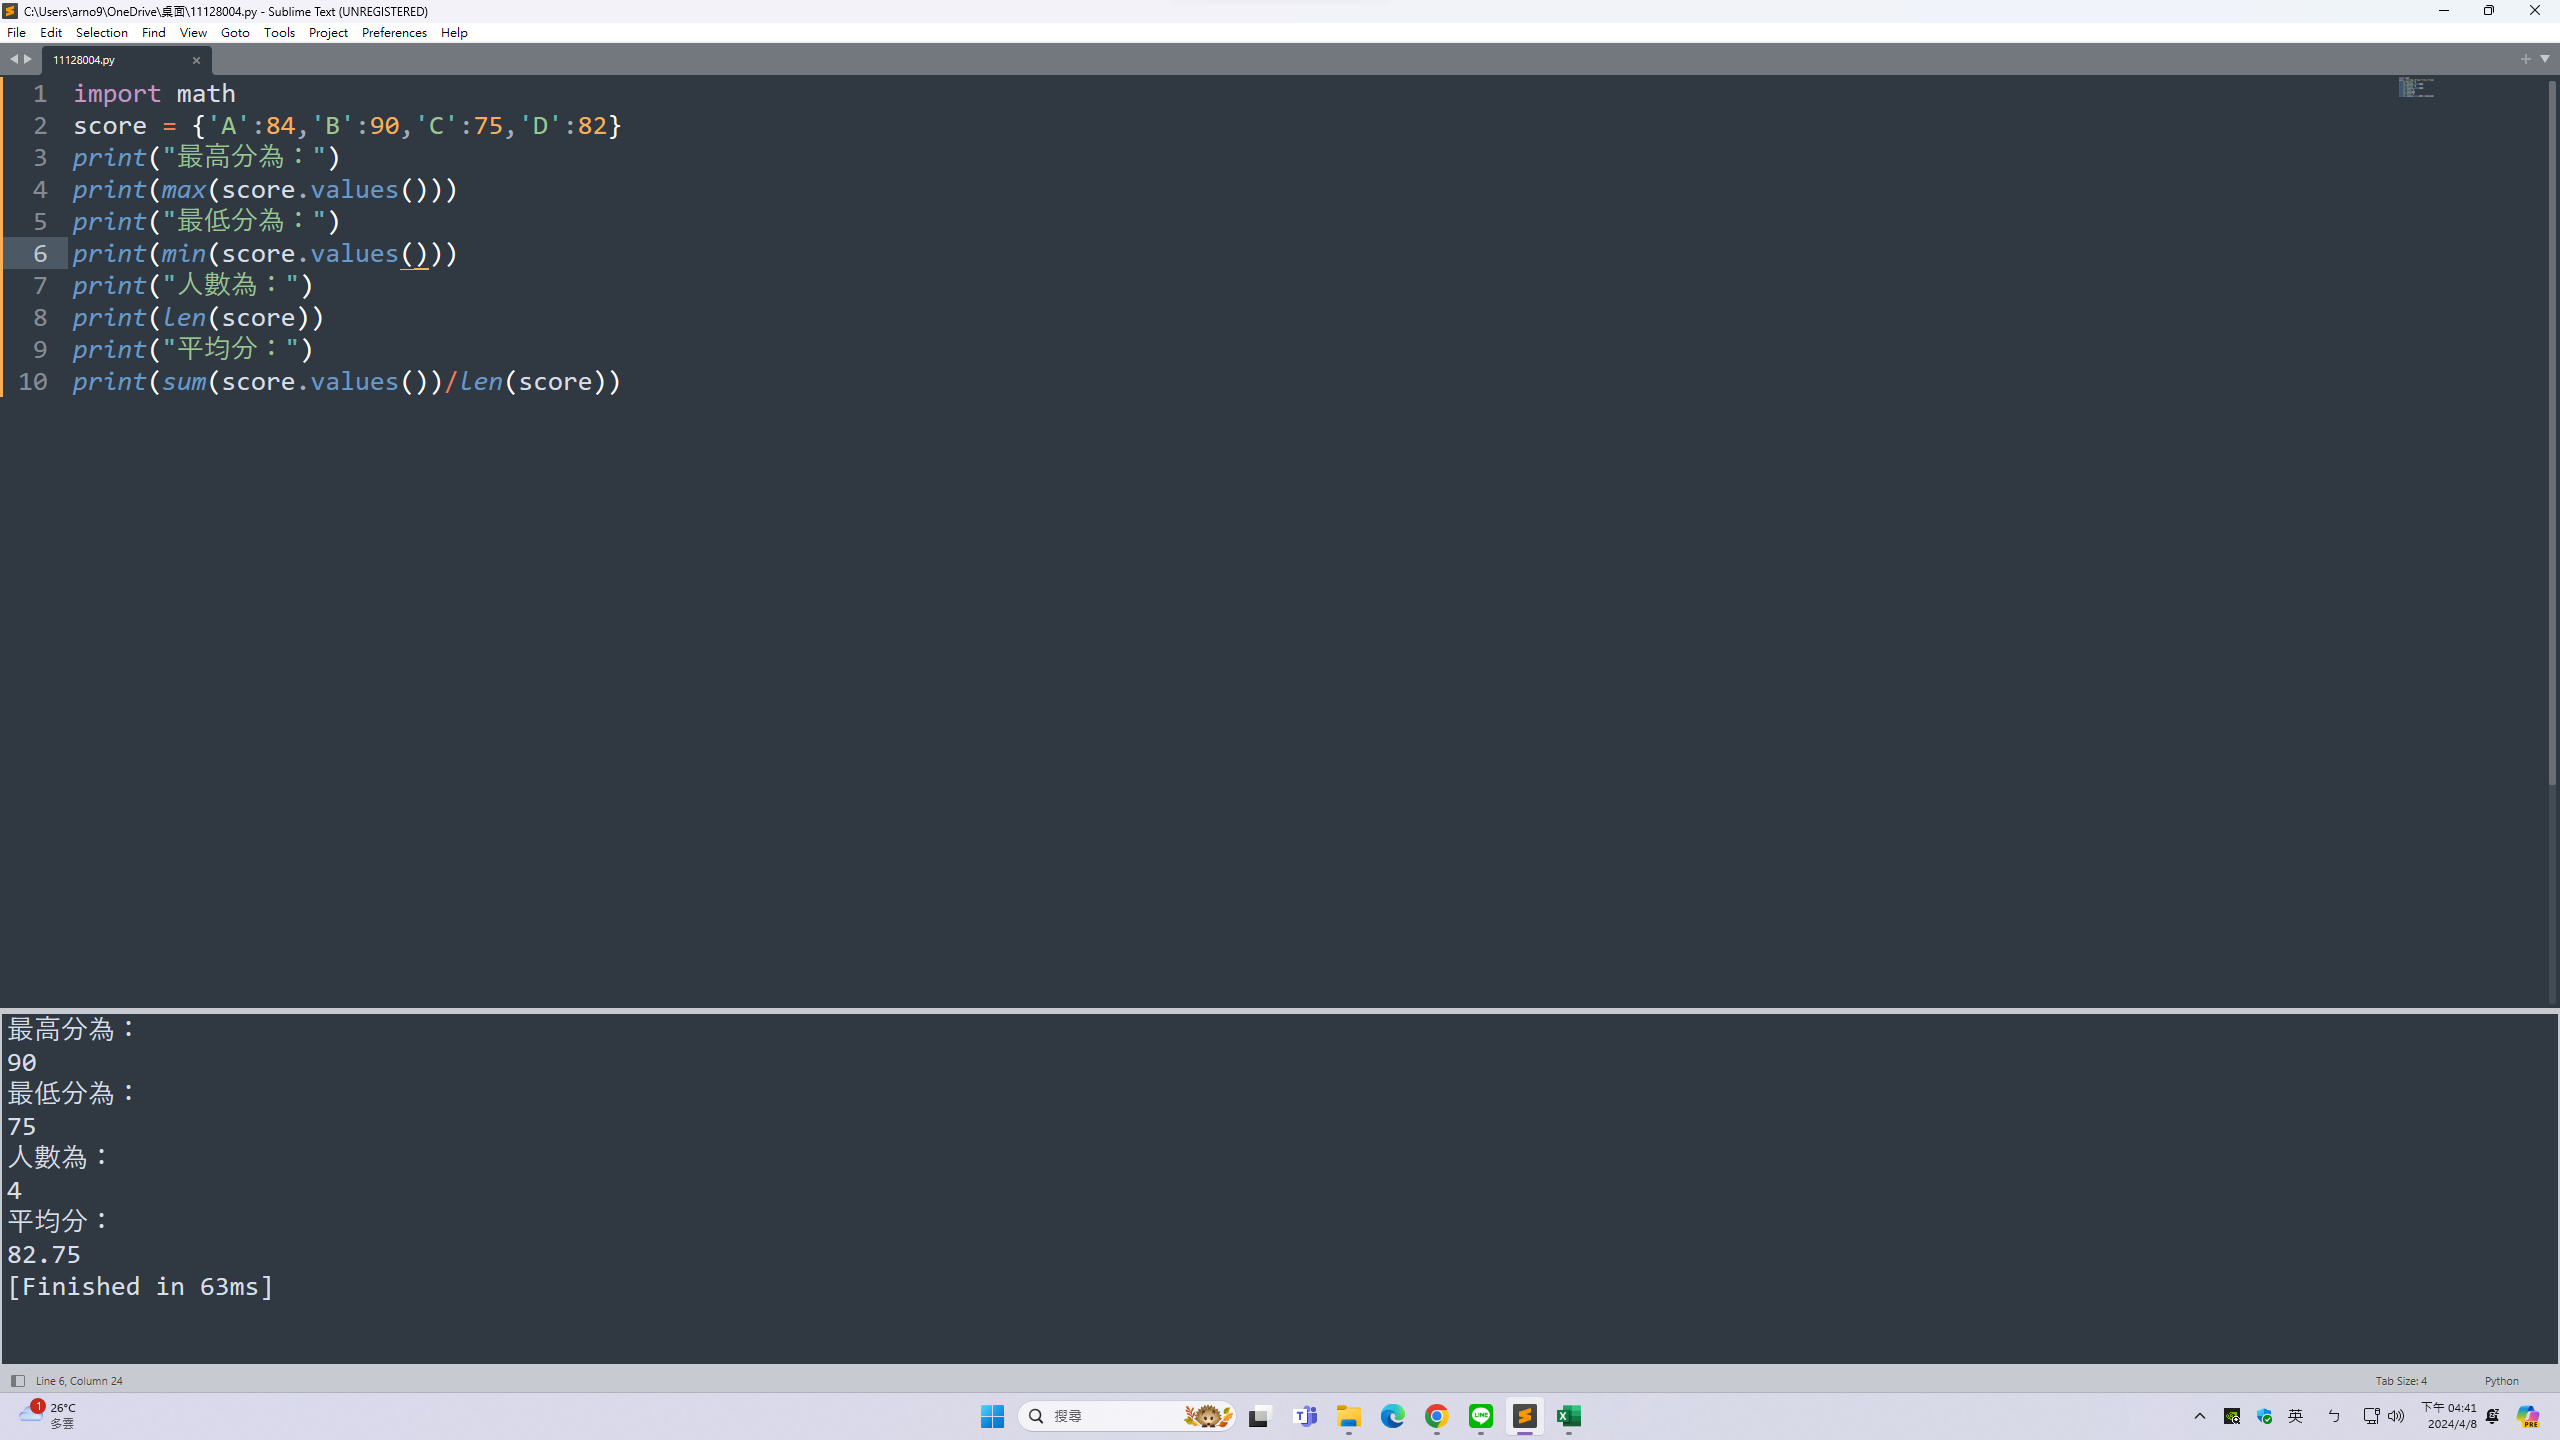 C:\Users\arno9\OneDrive\桌面\11128004.py - Sublime Text (UNREGISTERED)
File Edit Selection Find View Goto Tools Project Preferences Help
11128004.py
1 import math
2 score = {'A':84,'B':90,'C':75,'D':82}
3 print("最高分為：")
4 print(max(score.values()))
5 print("最低分為：")
6 print(min(score.values()))
7 print("人數為：")
8 print(len(score))
9 print("平均分：")
10 print(sum(score.values())/len(score))
最高分為：
90
最低分為：
75
人數為：
4
平均分：
82.75
[Finished in 63ms]
Line 6, Column 24 Tab Size: 4 Python
1 26°C
多雲
搜尋
LINE
英 ㄅ
下午 04:41
2024/4/8
PRE